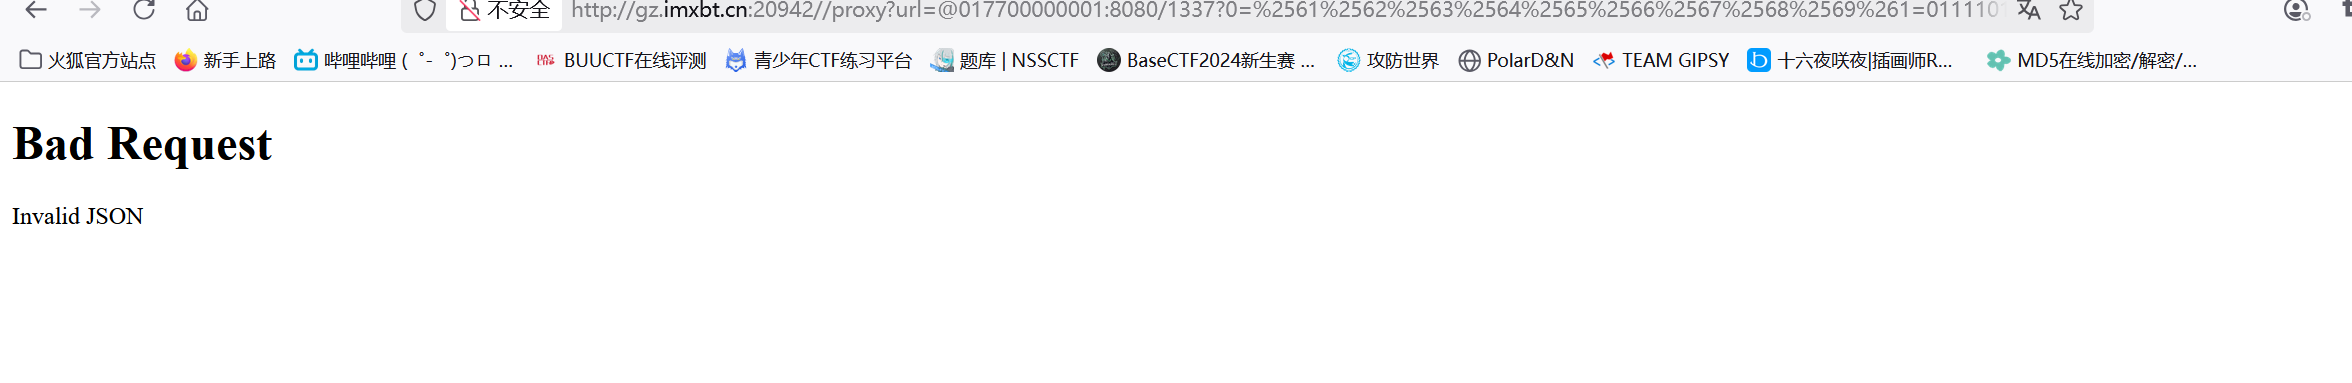 不安全 http://gz.imxbt.cn:20942//proxy?url=@017700000001:8080/1337?0=%2561%2562%2563%2564%2565%2566%2567%2568%2569%261=011110
火狐官方站点 新手上路 哔哩哔哩 ( ゜- ゜)つロ ... BUUCTF在线评测 青少年CTF练习平台 题库 | NSSCTF BaseCTF2024新生赛 ... 攻防世界 PolarD&N TEAM GIPSY 十六夜咲夜|插画师R... MD5在线加密/解密/...
Bad Request
Invalid JSON